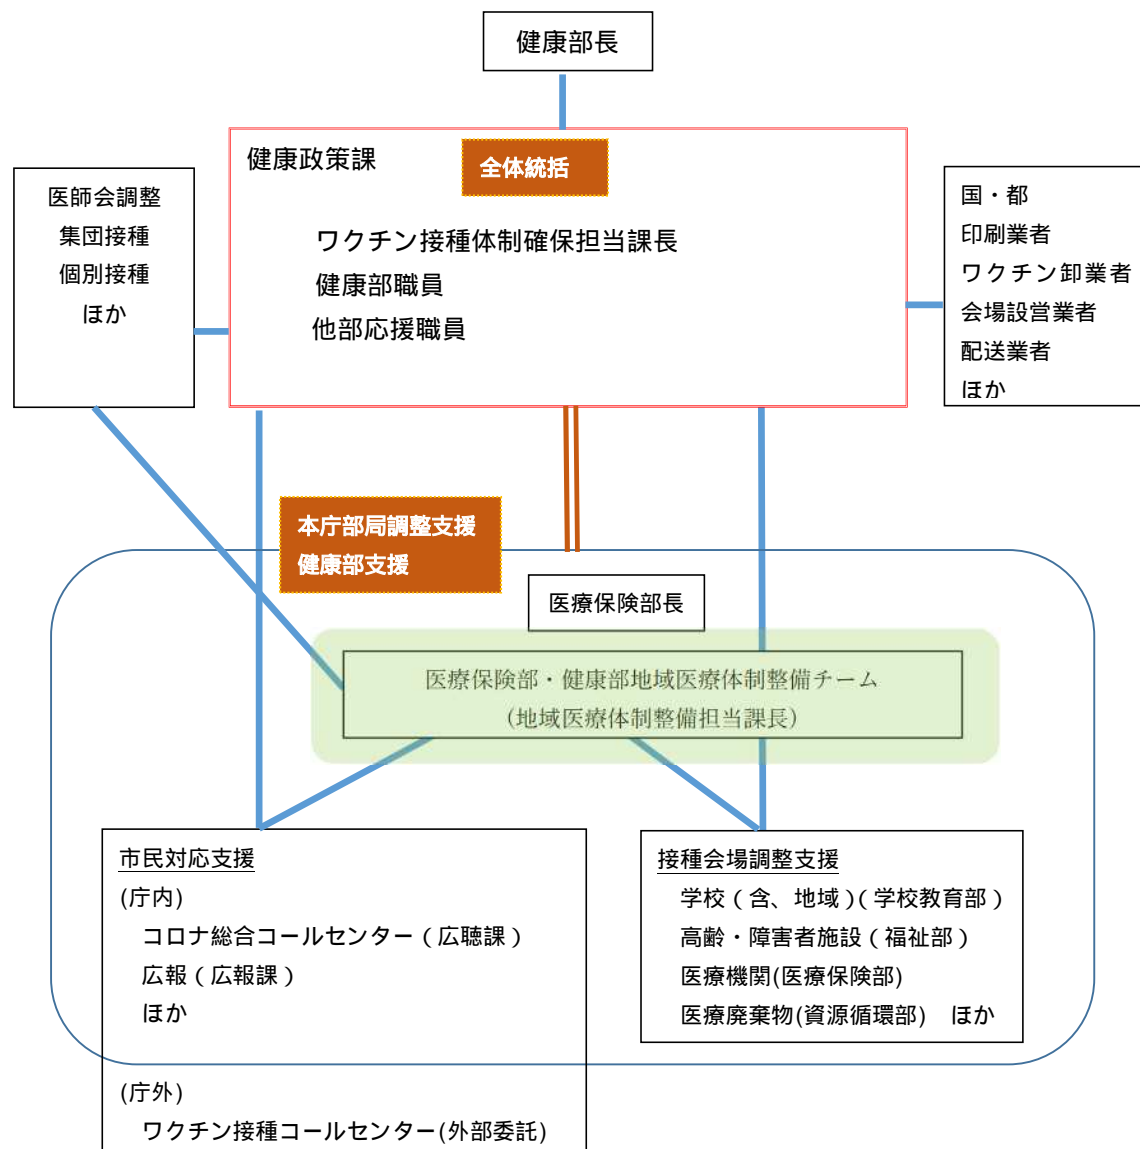 健康部長
健康政策課
全体統括
ワクチン接種体制確保担当課長
健康部職員
他部応援職員
医師会調整
集団接種
個別接種
ほか
国・都
印刷業者
ワクチン卸業者
会場設営業者
配送業者
ほか
本庁部局調整支援
健康部支援
医療保険部長
医療保険部・健康部地域医療体制整備チーム
（地域医療体制整備担当課長）
市民対応支援
(庁内)
コロナ総合コールセンター（広聴課）
広報（広報課）
ほか
(庁外)
ワクチン接種コールセンター(外部委託)
接種会場調整支援
学校（含、地域）（学校教育部）
高齢・障害者施設（福祉部）
医療機関(医療保険部)
医療廃棄物(資源循環部)　ほか